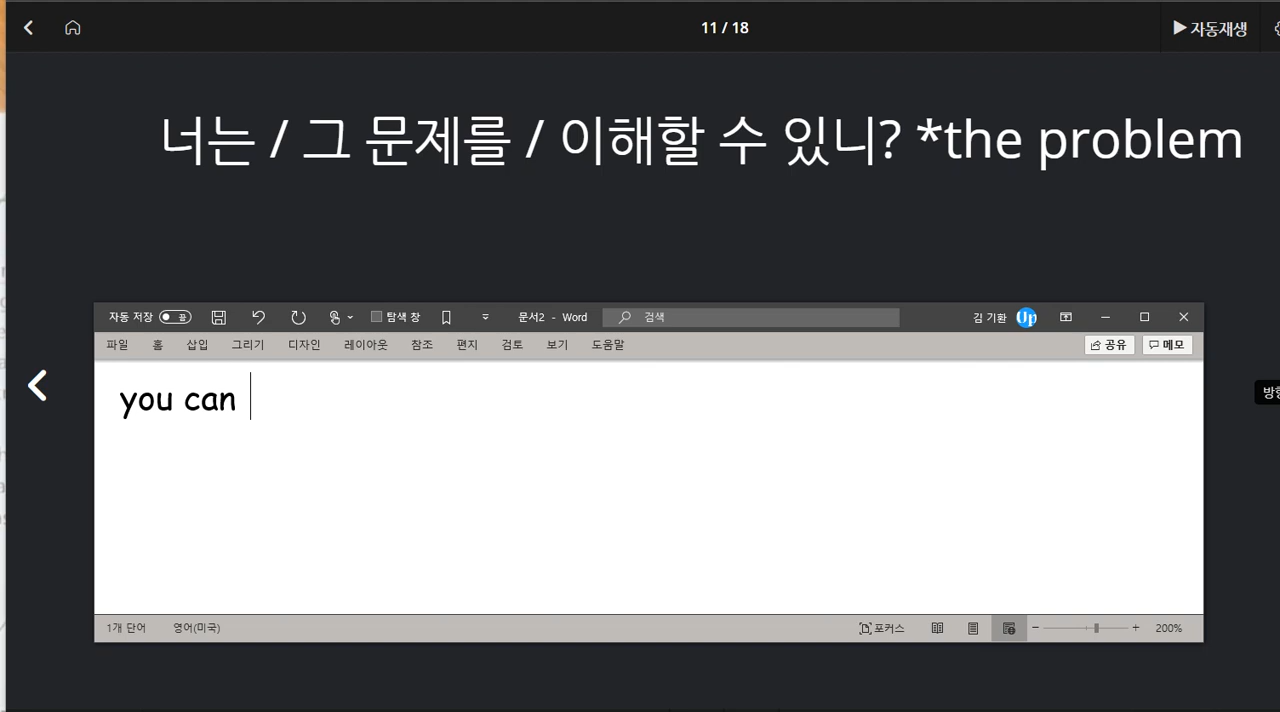 11 / 18
▶ 자동재생
너는 / 그 문제를 / 이해할 수 있니? *the problem
자동 저장 끔 탐색 창 문서2 - Word 검색 김 기환 Up
파일 홈 삽입 그리기 디자인 레이아웃 참조 편지 검토 보기 도움말 공유 메모
you can
1개 단어 영어(미국) 포커스 200%